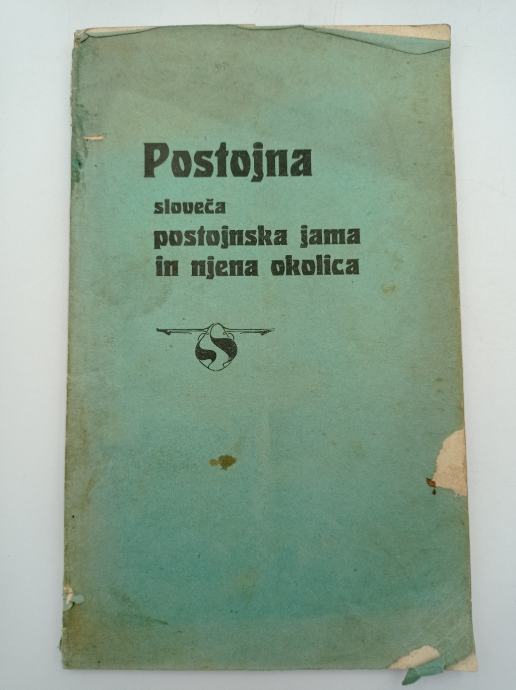 Postojna
sloveča
postojnska jama
in njena okolica
S